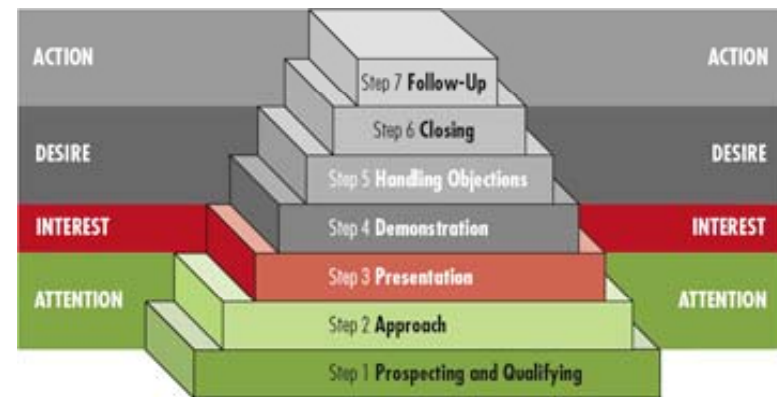 ACTION
ACTION
Step 7 Follow-Up
Step 6 Closing
DESIRE
DESIRE
Step 5 Handling Objections
INTEREST
Step 4 Demonstration
INTEREST
Step 3 Presentation
ATTENTION
ATTENTION
Step 2 Approach
Step 1 Prospecting and Qualifying